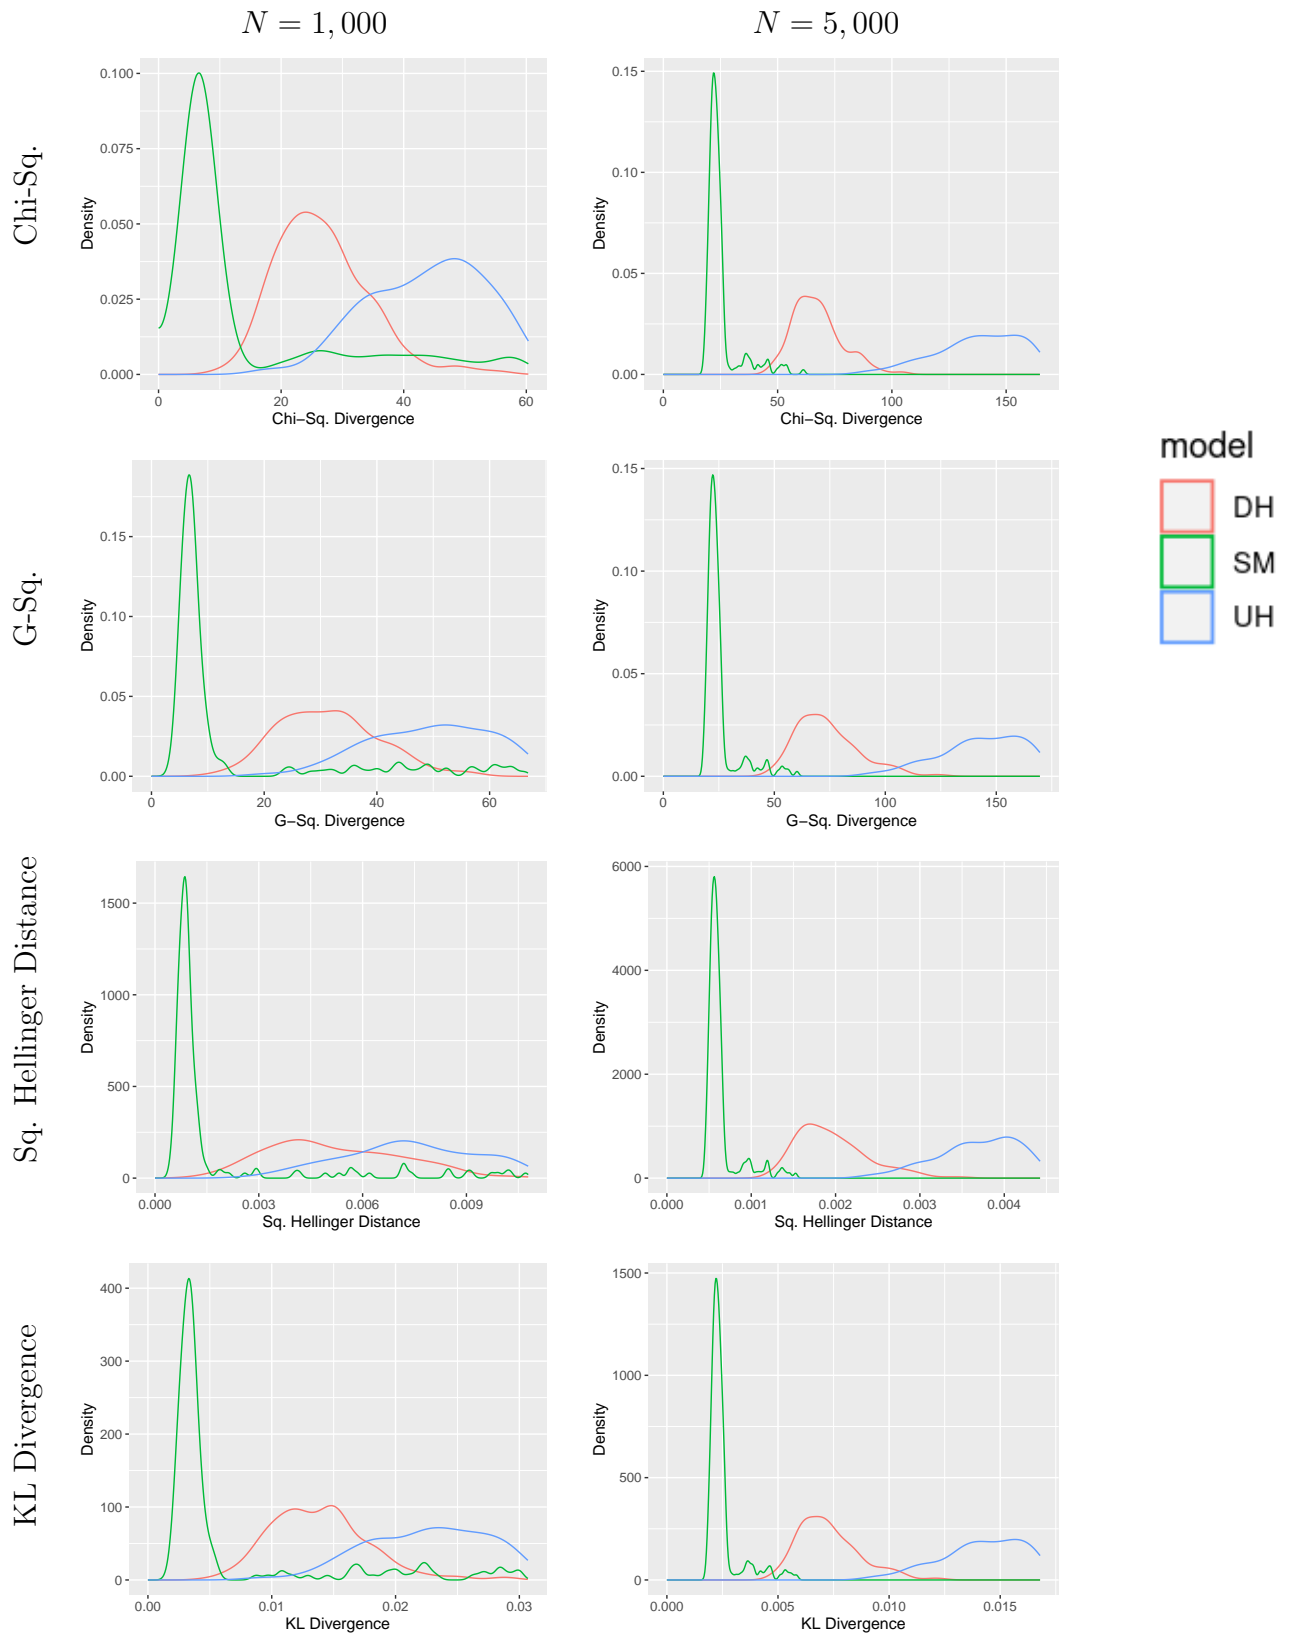 N = 1,000
N = 5,000
Chi-Sq.
Density
0.100
0.075
0.050
0.025
0.000
0 20 40 60
Chi−Sq. Divergence
Density
0.15
0.10
0.05
0.00
0 50 100 150
Chi−Sq. Divergence
G-Sq.
Density
0.15
0.10
0.05
0.00
0 20 40 60
G−Sq. Divergence
Density
0.15
0.10
0.05
0.00
0 50 100 150
G−Sq. Divergence
model
DH
SM
UH
Sq. Hellinger Distance
Density
1500
1000
500
0
0.000 0.003 0.006 0.009
Sq. Hellinger Distance
Density
6000
4000
2000
0
0.000 0.001 0.002 0.003 0.004
Sq. Hellinger Distance
KL Divergence
Density
400
300
200
100
0
0.00 0.01 0.02 0.03
KL Divergence
Density
1500
1000
500
0
0.000 0.005 0.010 0.015
KL Divergence